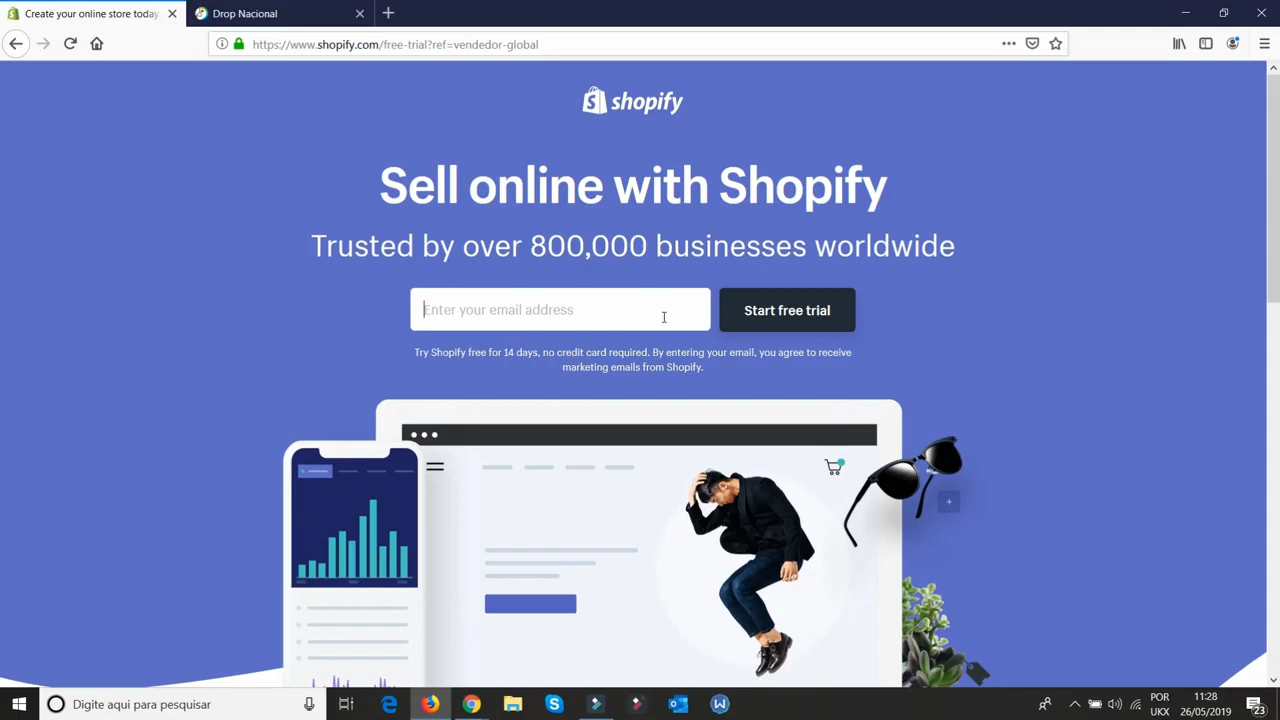 Create your online store today
Drop Nacional
https://www.shopify.com/free-trial?ref=vendedor-global
shopify
Sell online with Shopify
Trusted by over 800,000 businesses worldwide
Enter your email address
Start free trial
Try Shopify free for 14 days, no credit card required. By entering your email, you agree to receive
marketing emails from Shopify.
Digite aqui para pesquisar
POR
UKX
11:28
26/05/2019
23